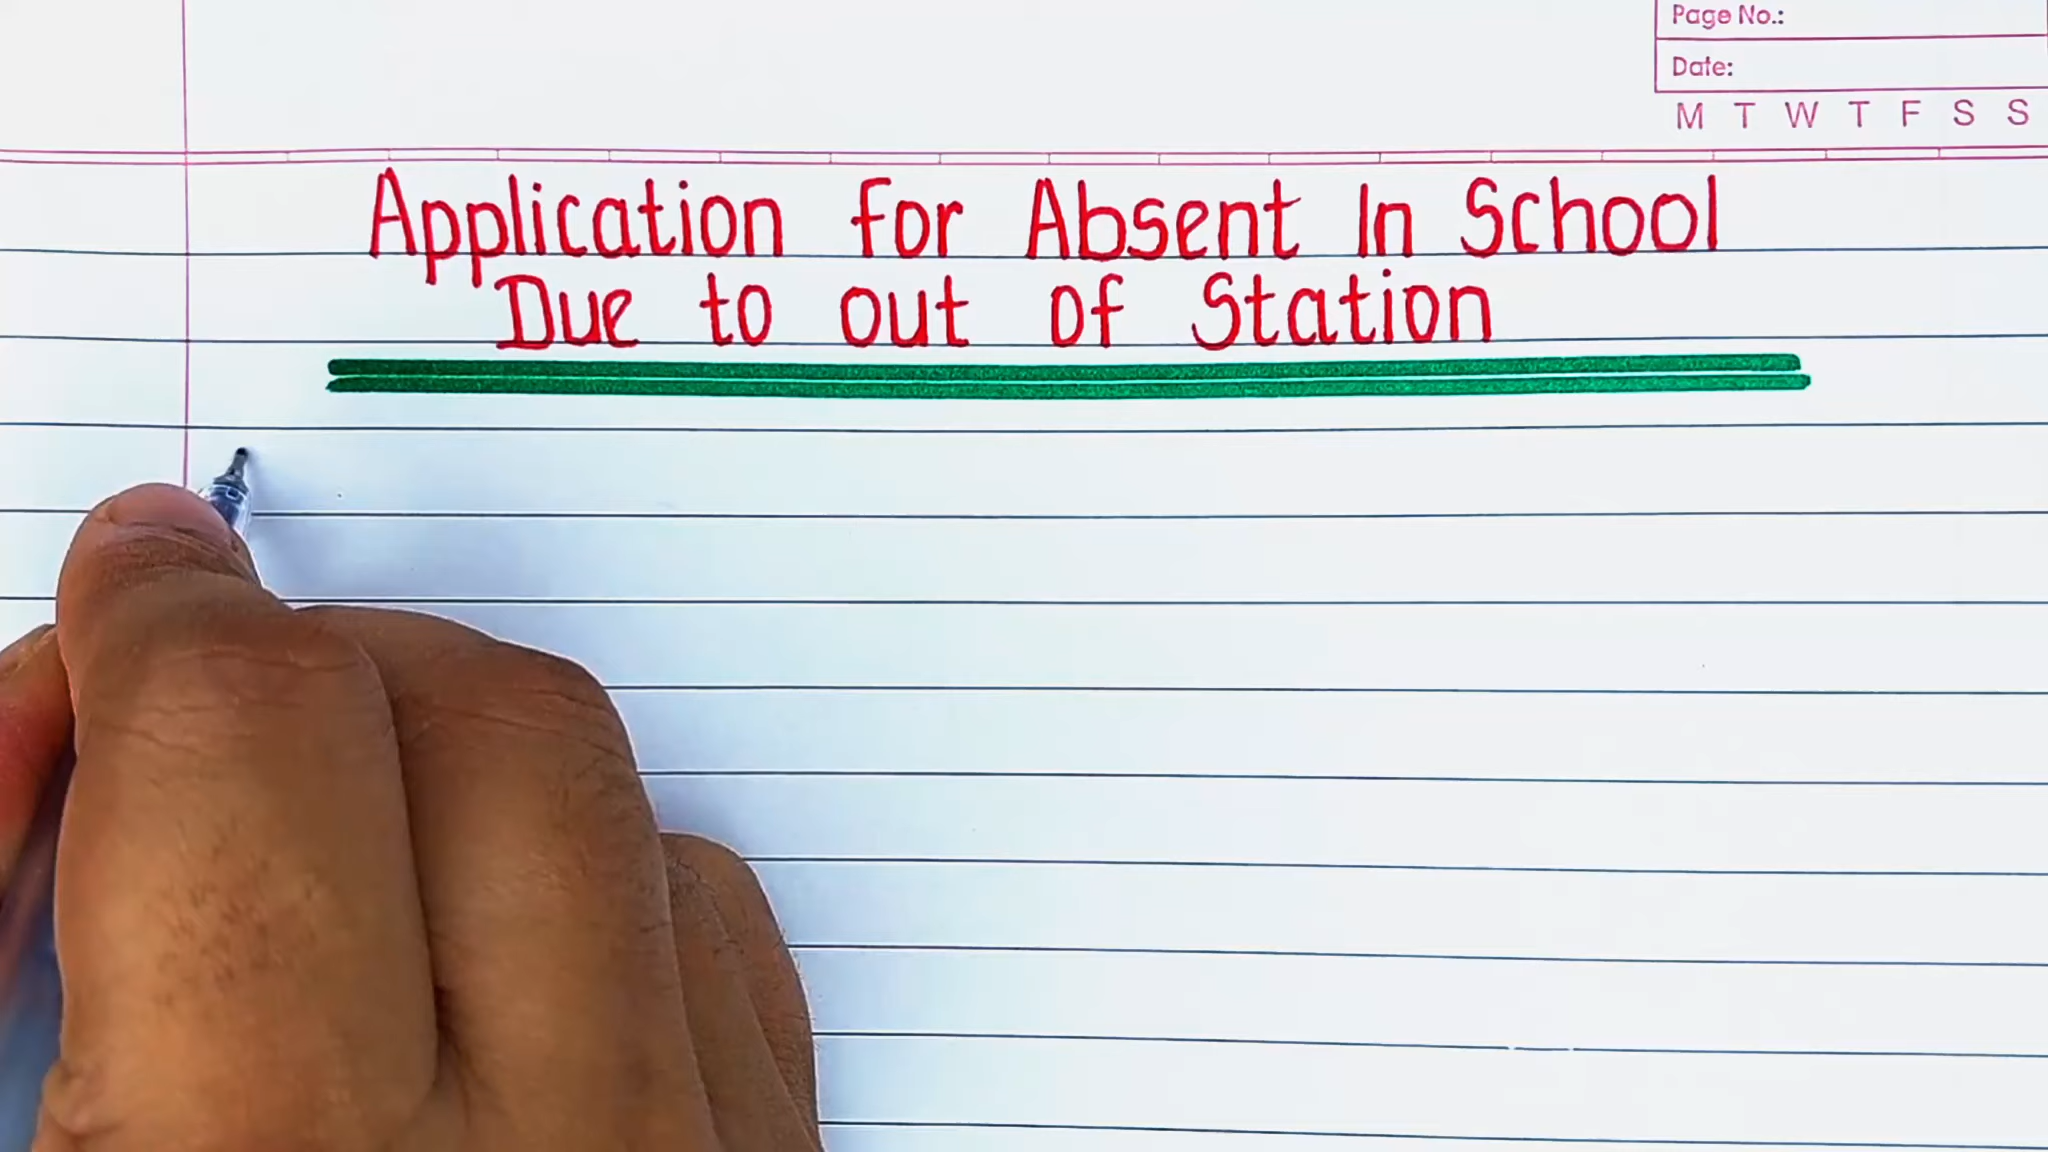 Page No.:
Date:
M T W T F S S
Application for Absent In School
Due to out of Station